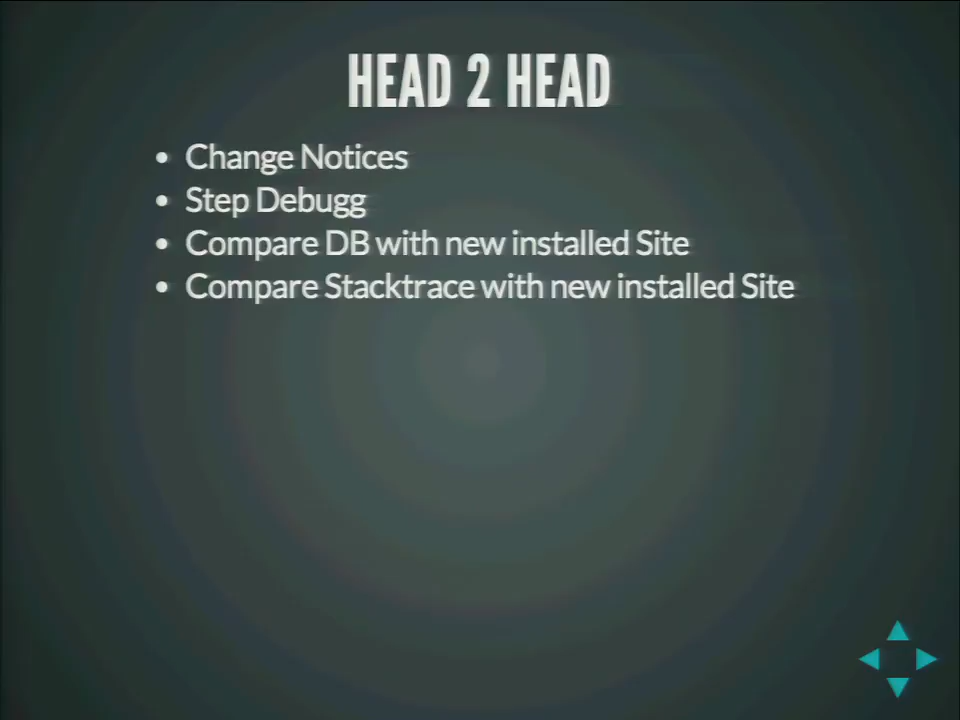 HEAD 2 HEAD
Change Notices
Step Debugg
Compare DB with new installed Site
Compare Stacktrace with new installed Site